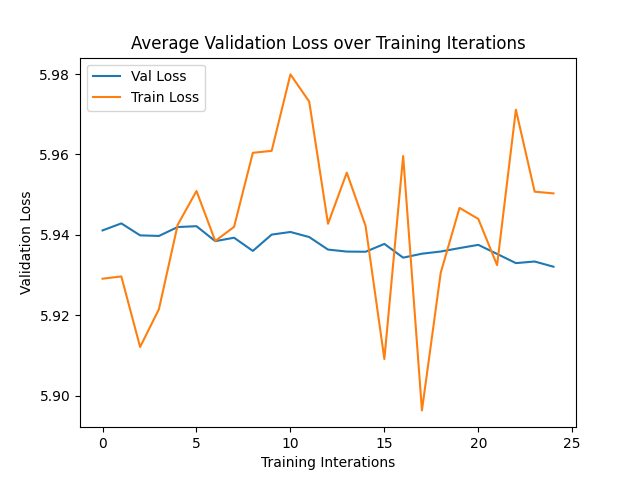 Average Validation Loss over Training Iterations
Val Loss
Train Loss
Validation Loss
5.98
5.96
5.94
5.92
5.90
0 5 10 15 20 25
Training Interations